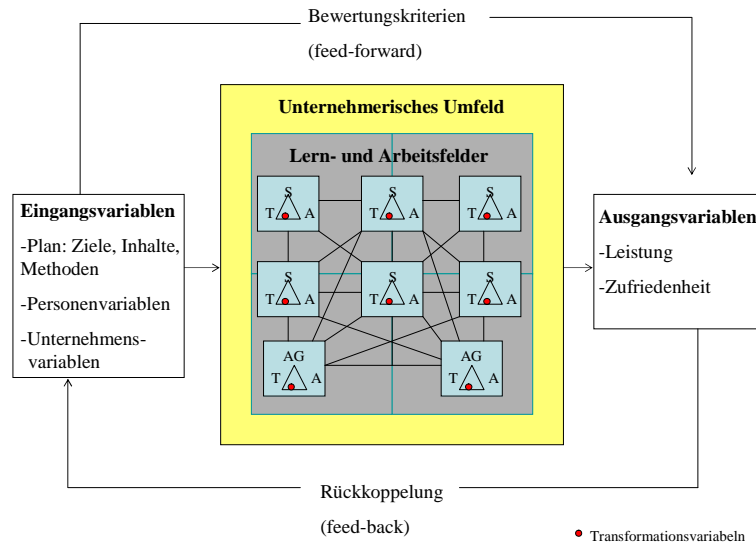 Bewertungskriterien
(feed-forward)
Unternehmerisches Umfeld
Lern- und Arbeitsfelder
S
T A
S
T A
S
T A
Eingangsvariablen
-Plan: Ziele, Inhalte,
Methoden
-Personenvariablen
-Unternehmens-
variablen
S
T A
S
T A
S
T A
AG
T A
AG
T A
Ausgangsvariablen
-Leistung
-Zufriedenheit
Rückkoppelung
(feed-back)
Transformationsvariabeln